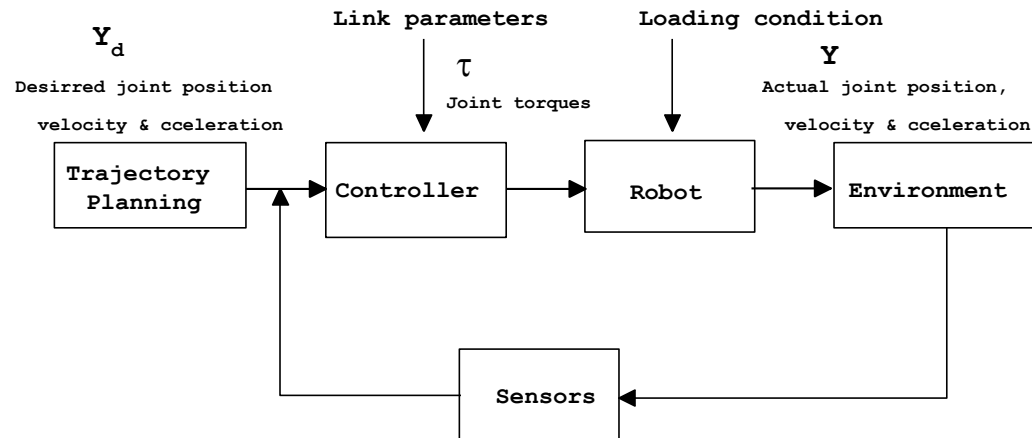 Link parameters
Loading condition
Y_d
τ
Y
Desirred joint position
Joint torques
Actual joint position,
velocity & cceleration
velocity & cceleration
Trajectory
Planning
Controller
Robot
Environment
Sensors